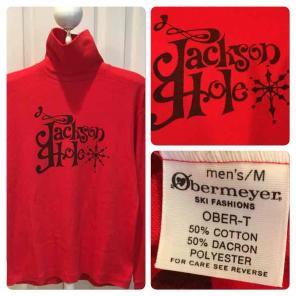 Jackson
Hole
Jackson
Hole
men's/M
Obermeyer®
SKI FASHIONS
OBER-T
50% COTTON
50% DACRON
POLYESTER
FOR CARE SEE REVERSE